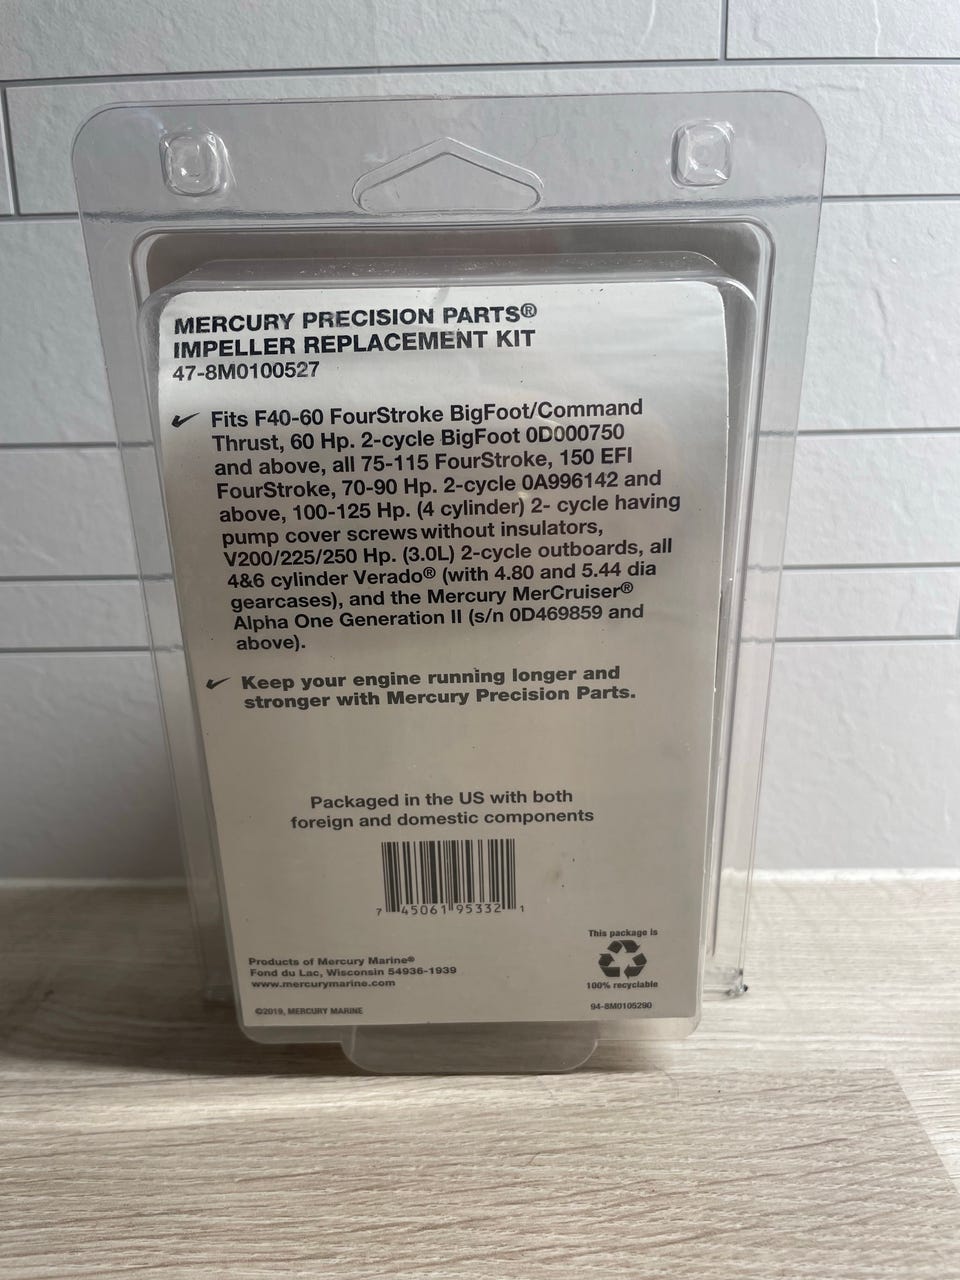 MERCURY PRECISION PARTS®
IMPELLER REPLACEMENT KIT
47-8M0100527
Fits F40-60 FourStroke BigFoot/Command
Thrust, 60 Hp. 2-cycle BigFoot 0D000750
and above, all 75-115 FourStroke, 150 EFI
FourStroke, 70-90 Hp. 2-cycle 0A996142 and
above, 100-125 Hp. (4 cylinder) 2- cycle having
pump cover screws without insulators,
V200/225/250 Hp. (3.0L) 2-cycle outboards, all
4&6 cylinder Verado® (with 4.80 and 5.44 dia
gearcases), and the Mercury MerCruiser®
Alpha One Generation II (s/n 0D469859 and
above).
Keep your engine running longer and
stronger with Mercury Precision Parts.
Packaged in the US with both
foreign and domestic components
7 45061 95332 1
Products of Mercury Marine®
Fond du Lac, Wisconsin 54936-1939
www.mercurymarine.com
©2019, MERCURY MARINE
This package is
100% recyclable
94-8M0105290